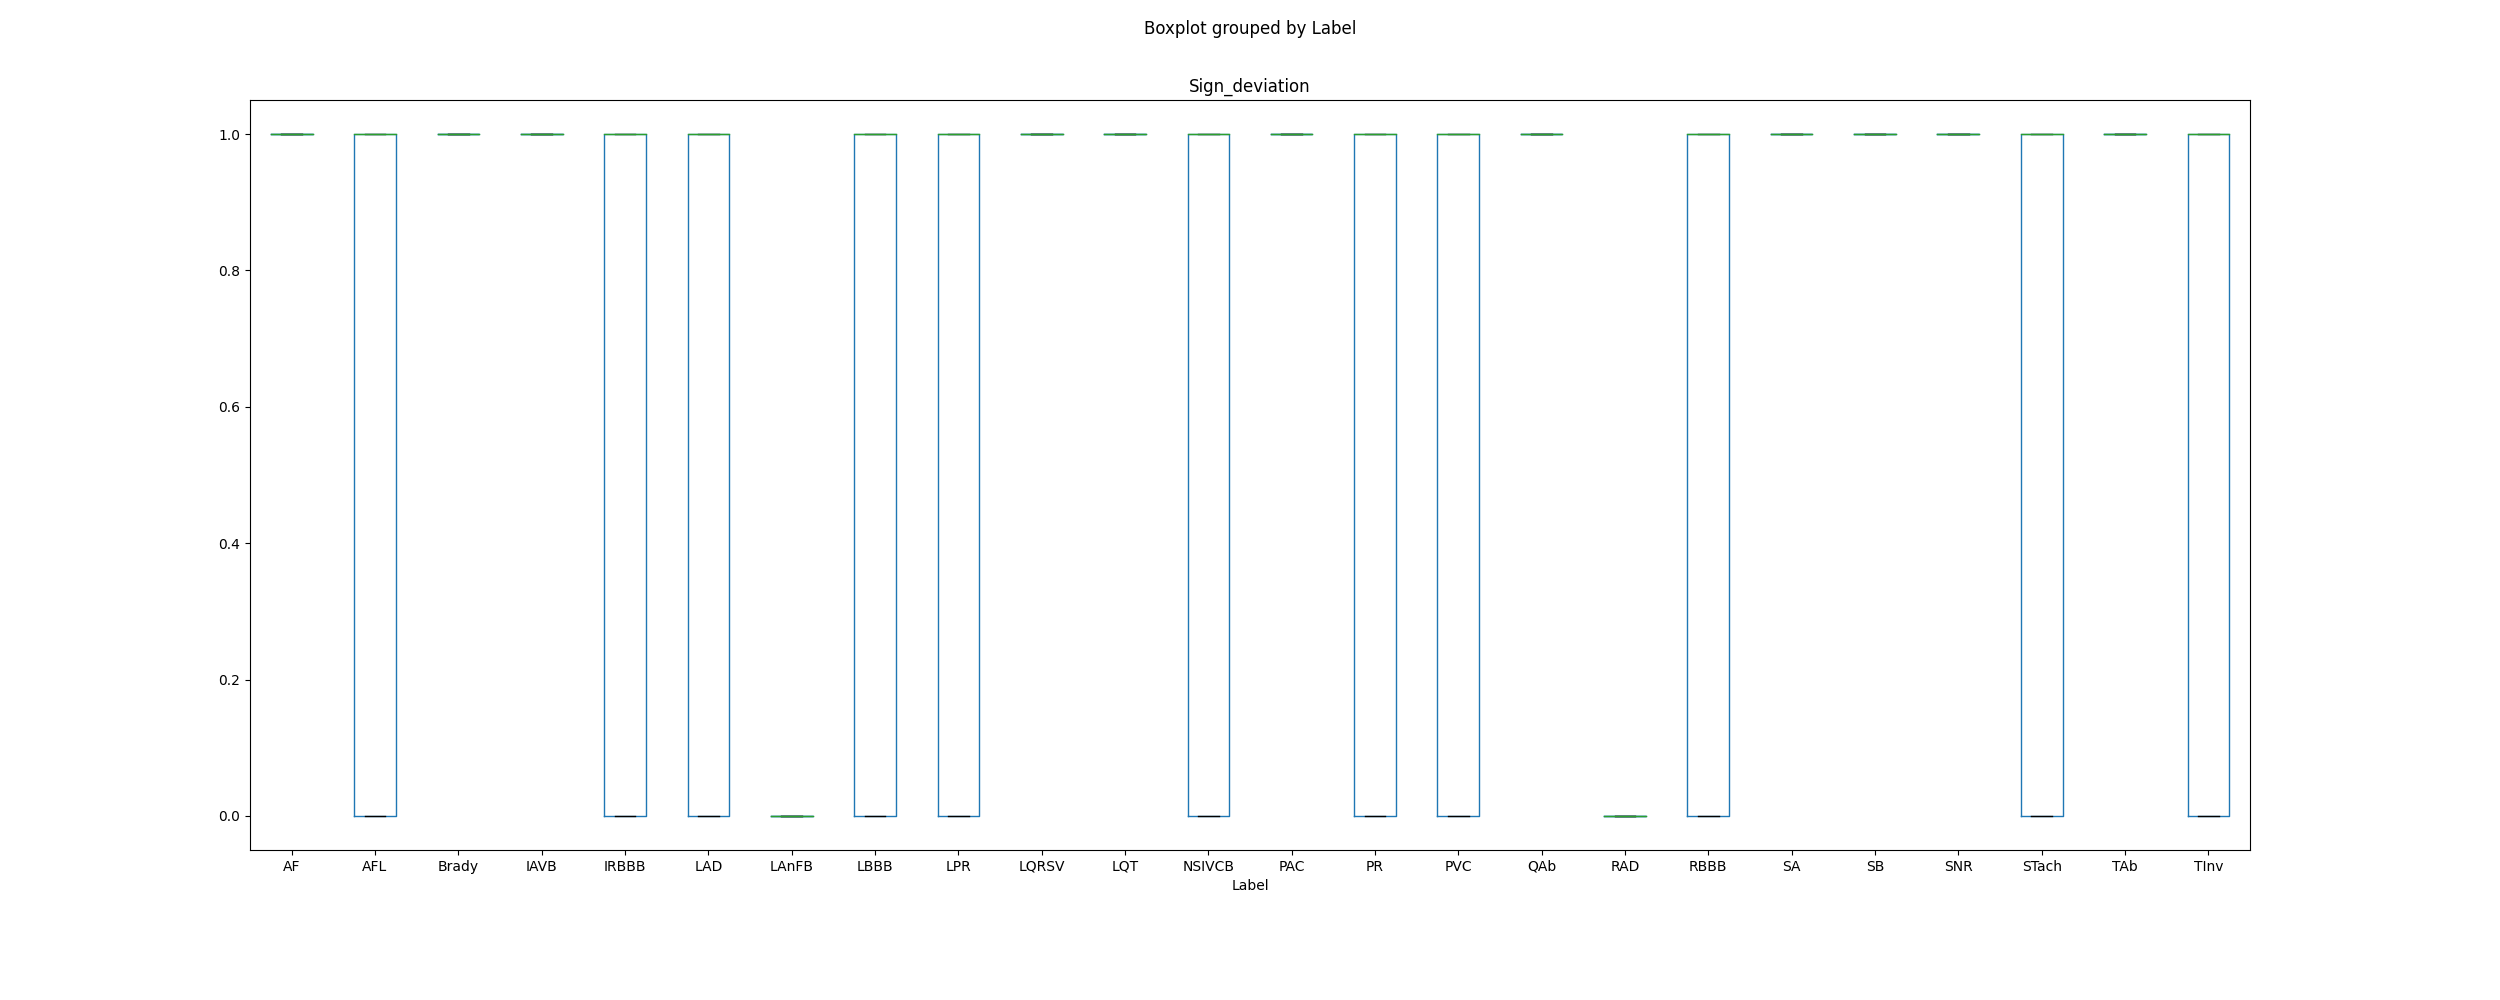 Boxplot grouped by Label
Sign_deviation
1.0
0.8
0.6
0.4
0.2
0.0
AF AFL Brady IAVB IRBBB LAD LAnFB LBBB LPR LQRSV LQT NSIVCB PAC PR PVC QAb RAD RBBB SA SB SNR STach TAb TInv
Label